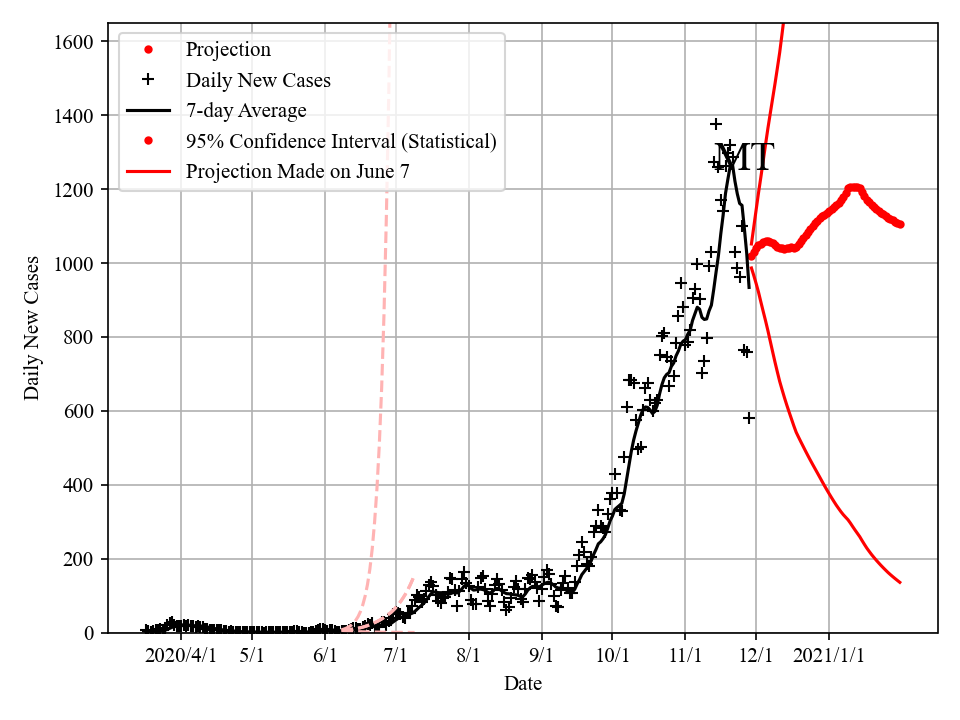 1600
1400
1200
1000
800
600
400
200
0
Daily New Cases
Projection
Daily New Cases
7-day Average
95% Confidence Interval (Statistical)
Projection Made on June 7
MT
2020/4/1 5/1 6/1 7/1 8/1 9/1 10/1 11/1 12/1 2021/1/1
Date